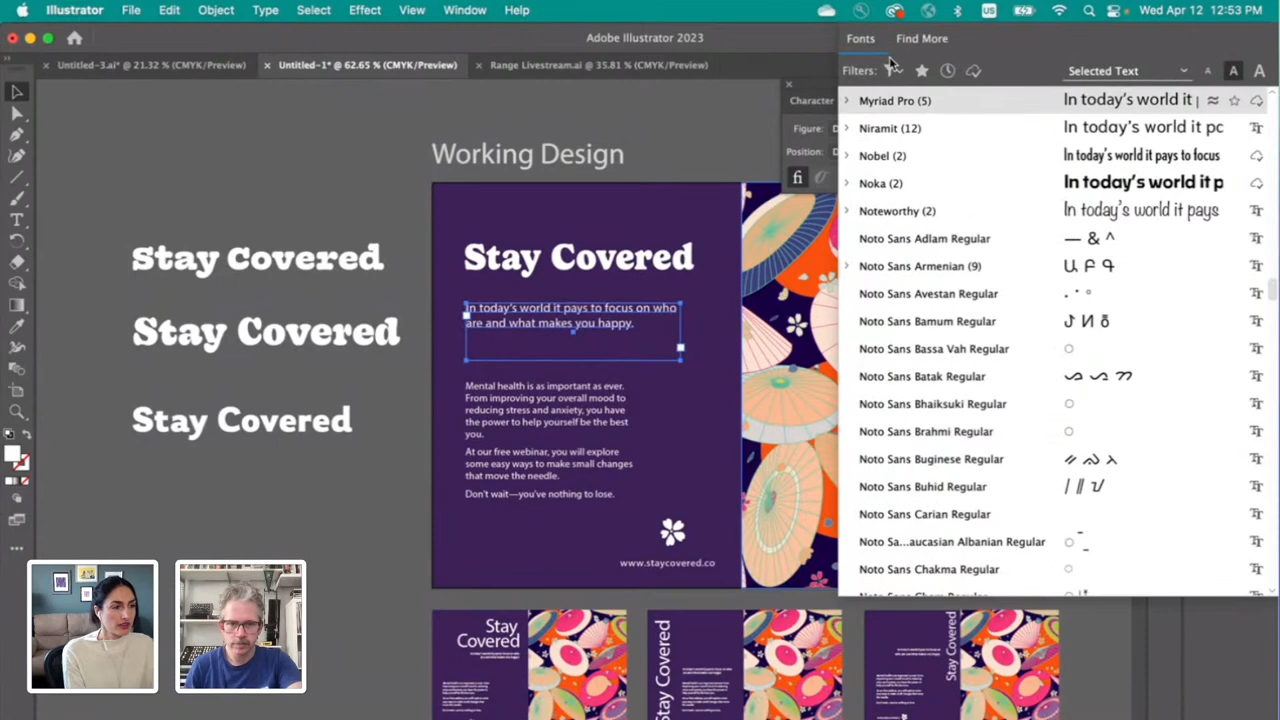 Illustrator File Edit Object Type Select Effect View Window Help
US Wed Apr 12 12:53 PM
Adobe Illustrator 2023
Untitled-3.ai* @ 21.32 % (CMYK/Preview)
Untitled-1* @ 62.65 % (CMYK/Preview)
Range Livestream.ai @ 35.81 % (CMYK/Preview)
Fonts Find More
Filters:
Selected Text
A A A
Character
Figure:
Position:
fi
Working Design
Stay Covered
Stay Covered
Stay Covered
Stay Covered
In today's world it pays to focus on who
are and what makes you happy.
Mental health is as important as ever.
From improving your overall mood to
reducing stress and anxiety, you have
the power to help yourself be the best
you.
At our free webinar, you will explore
some easy ways to make small changes
that move the needle.
Don't wait—you've nothing to lose.
www.staycovered.co
Myriad Pro (5) In today's world it
Niramit (12) In today's world it pc
Nobel (2) In today's world it pays to focus
Noka (2) In today's world it p
Noteworthy (2) In today's world it pays
Noto Sans Adlam Regular — & ^
Noto Sans Armenian (9) Ա Բ Գ
Noto Sans Avestan Regular
Noto Sans Bamum Regular
Noto Sans Bassa Vah Regular
Noto Sans Batak Regular
Noto Sans Bhaiksuki Regular
Noto Sans Brahmi Regular
Noto Sans Buginese Regular
Noto Sans Buhid Regular
Noto Sans Carian Regular
Noto Sa...aucasian Albanian Regular
Noto Sans Chakma Regular
Stay
Covered
Stay Covered
Stay Covered